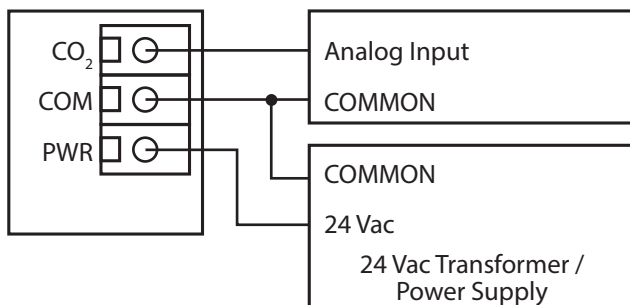 CO₂
COM
PWR
Analog Input
COMMON
COMMON
24 Vac
24 Vac Transformer /
Power Supply